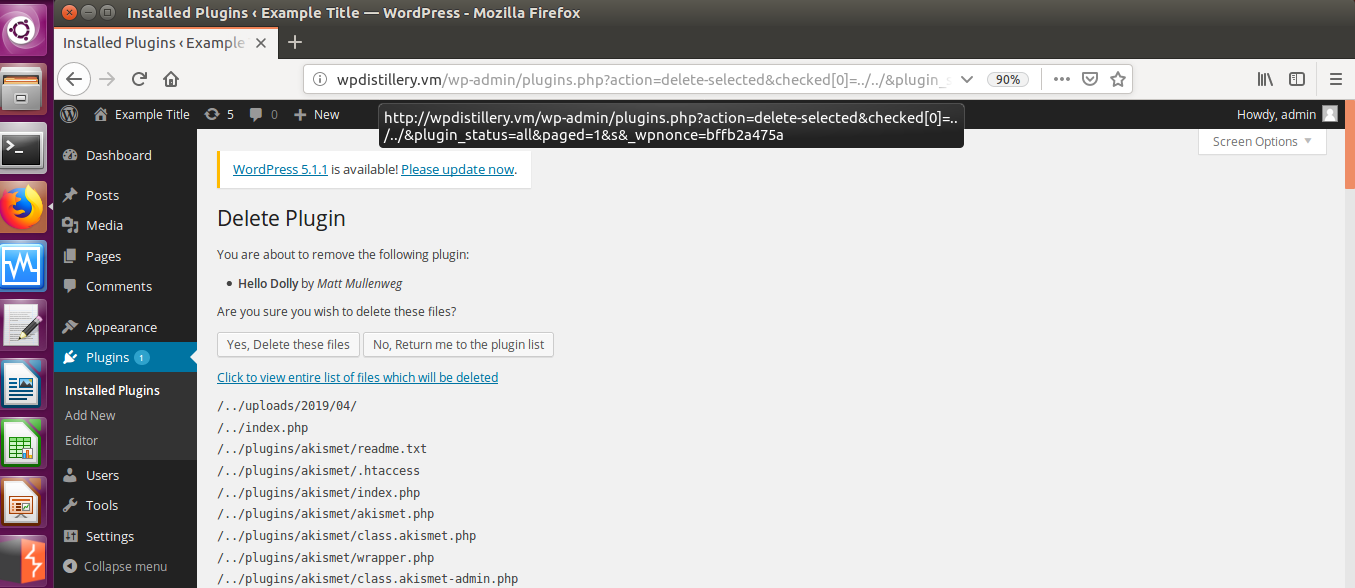 Installed Plugins ‹ Example Title — WordPress - Mozilla Firefox
Installed Plugins ‹ Example
wpdistillery.vm/wp-admin/plugins.php?action=delete-selected&checked[0]=../../&plugin_s
90%
Example Title
5
0
New
Howdy, admin
http://wpdistillery.vm/wp-admin/plugins.php?action=delete-selected&checked[0]=..
/../&plugin_status=all&paged=1&s&_wpnonce=bffb2a475a
Screen Options
Dashboard
Posts
Media
Pages
Comments
Appearance
Plugins 1
Installed Plugins
Add New
Editor
Users
Tools
Settings
Collapse menu
WordPress 5.1.1 is available! Please update now.
Delete Plugin
You are about to remove the following plugin:
• Hello Dolly by Matt Mullenweg
Are you sure you wish to delete these files?
Yes, Delete these files
No, Return me to the plugin list
Click to view entire list of files which will be deleted
/../uploads/2019/04/
/../index.php
/../plugins/akismet/readme.txt
/../plugins/akismet/.htaccess
/../plugins/akismet/index.php
/../plugins/akismet/akismet.php
/../plugins/akismet/class.akismet.php
/../plugins/akismet/wrapper.php
/../plugins/akismet/class.akismet-admin.php